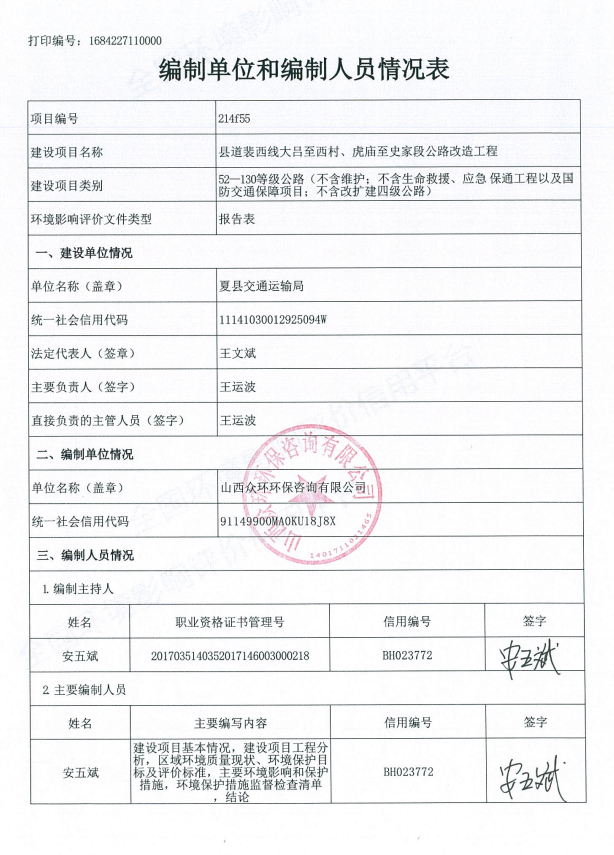 打印编号：1684227110000
编制单位和编制人员情况表
项目编号 214f55
建设项目名称 县道装西线大吕至西村、虎庙至史家段公路改造工程
建设项目类别 52—130等级公路（不含维护；不含生命救援、应急保通工程以及国
防交通保障项目；不含改扩建四级公路）
环境影响评价文件类型 报告表
一、建设单位情况
单位名称（盖章） 夏县交通运输局
统一社会信用代码 11141030012925094W
法定代表人（签章） 王文斌
主要负责人（签字） 王运波
直接负责的主管人员（签字） 王运波
二、编制单位情况
单位名称（盖章） 山西众环环保咨询有限公司
统一社会信用代码 91149900MA0KU18J8X
山西众环环保咨询有限公司
三、编制人员情况
1.编制主持人
姓名 职业资格证书管理号 信用编号 签字
安五斌 2017035140352017146003000218 BH023772 安五斌
2.主要编制人员
姓名 主要编写内容 信用编号 签字
安五斌 建设项目基本情况，建设项目工程分
析，区域环境质量现状、环境保护目
标及评价标准，主要环境影响和保护
措施，环境保护措施监督检查清单
，结论 BH023772 安五斌